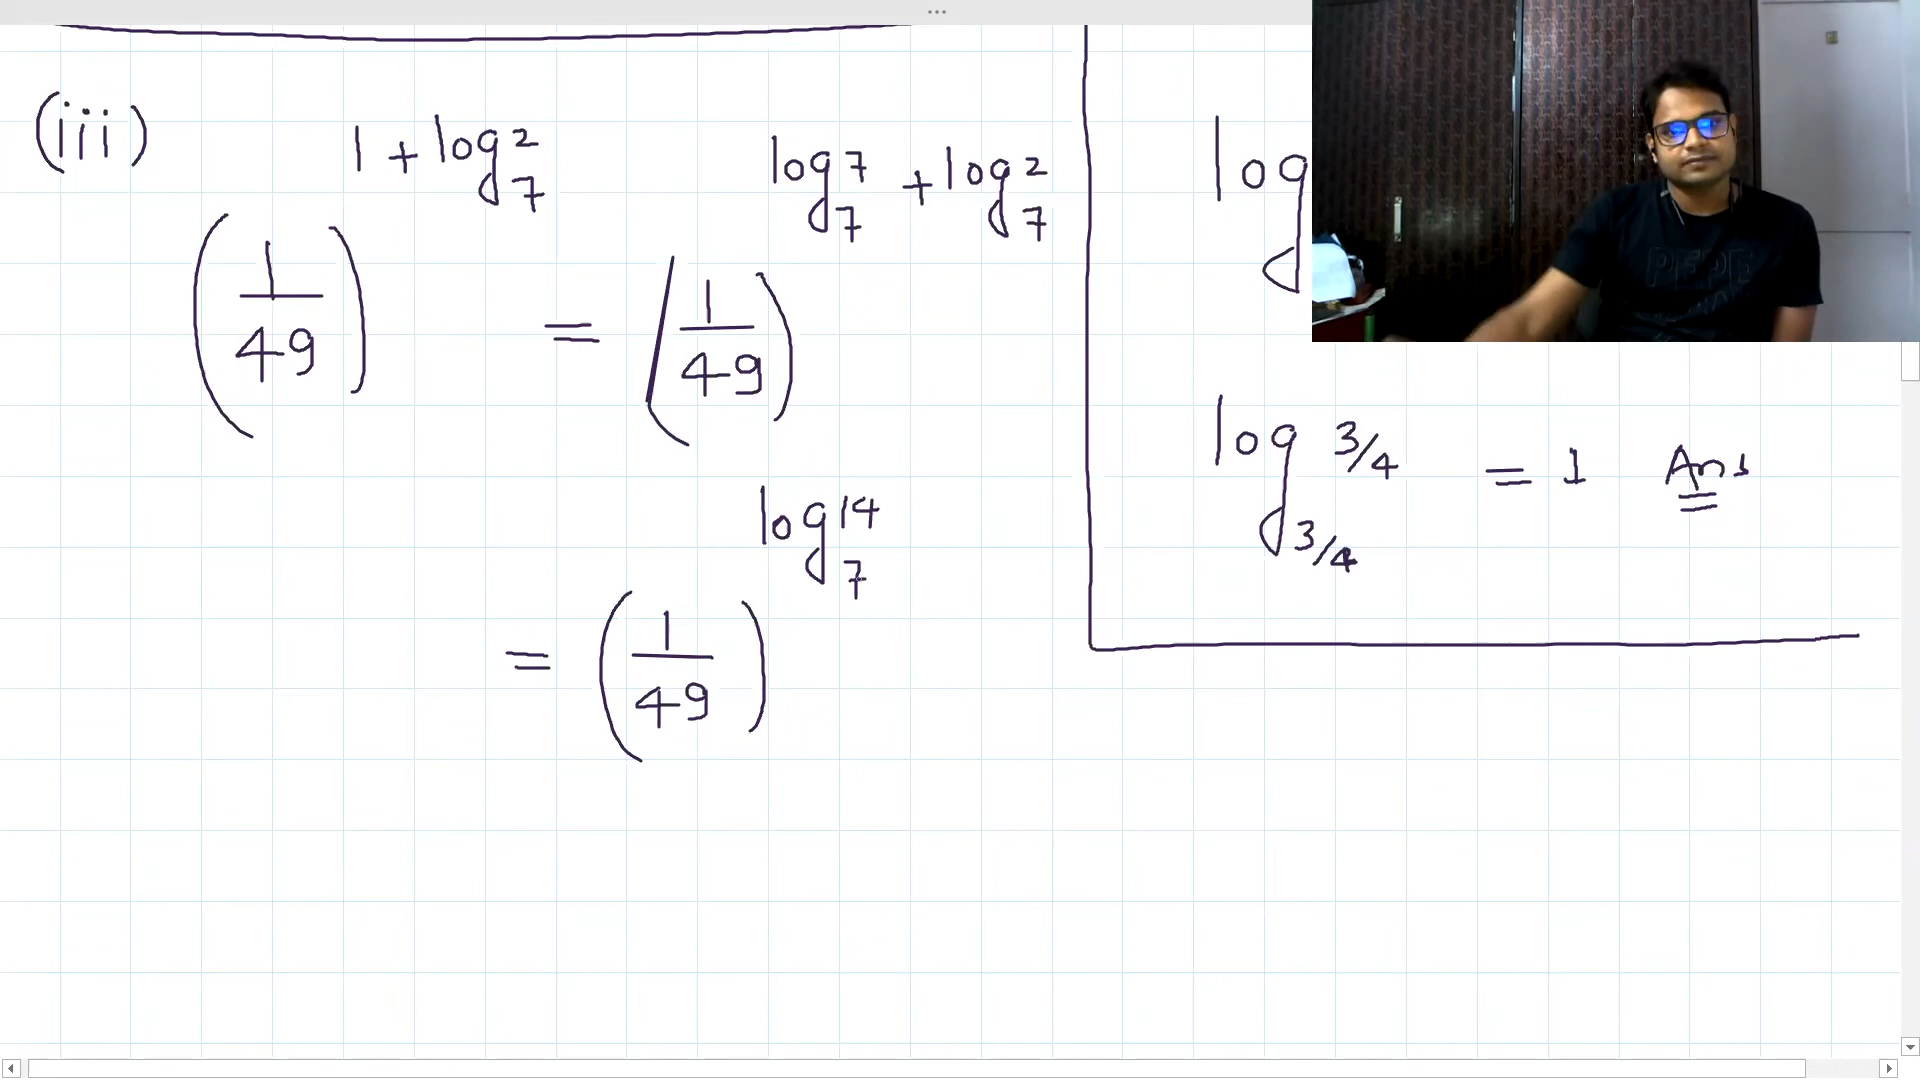 (iii) (1/49)^(1 + log_7 2) = (1/49)^(log_7 7 + log_7 2)
= (1/49)^(log_7 14)
log
log_{3/4} 3/4 = 1 Ans